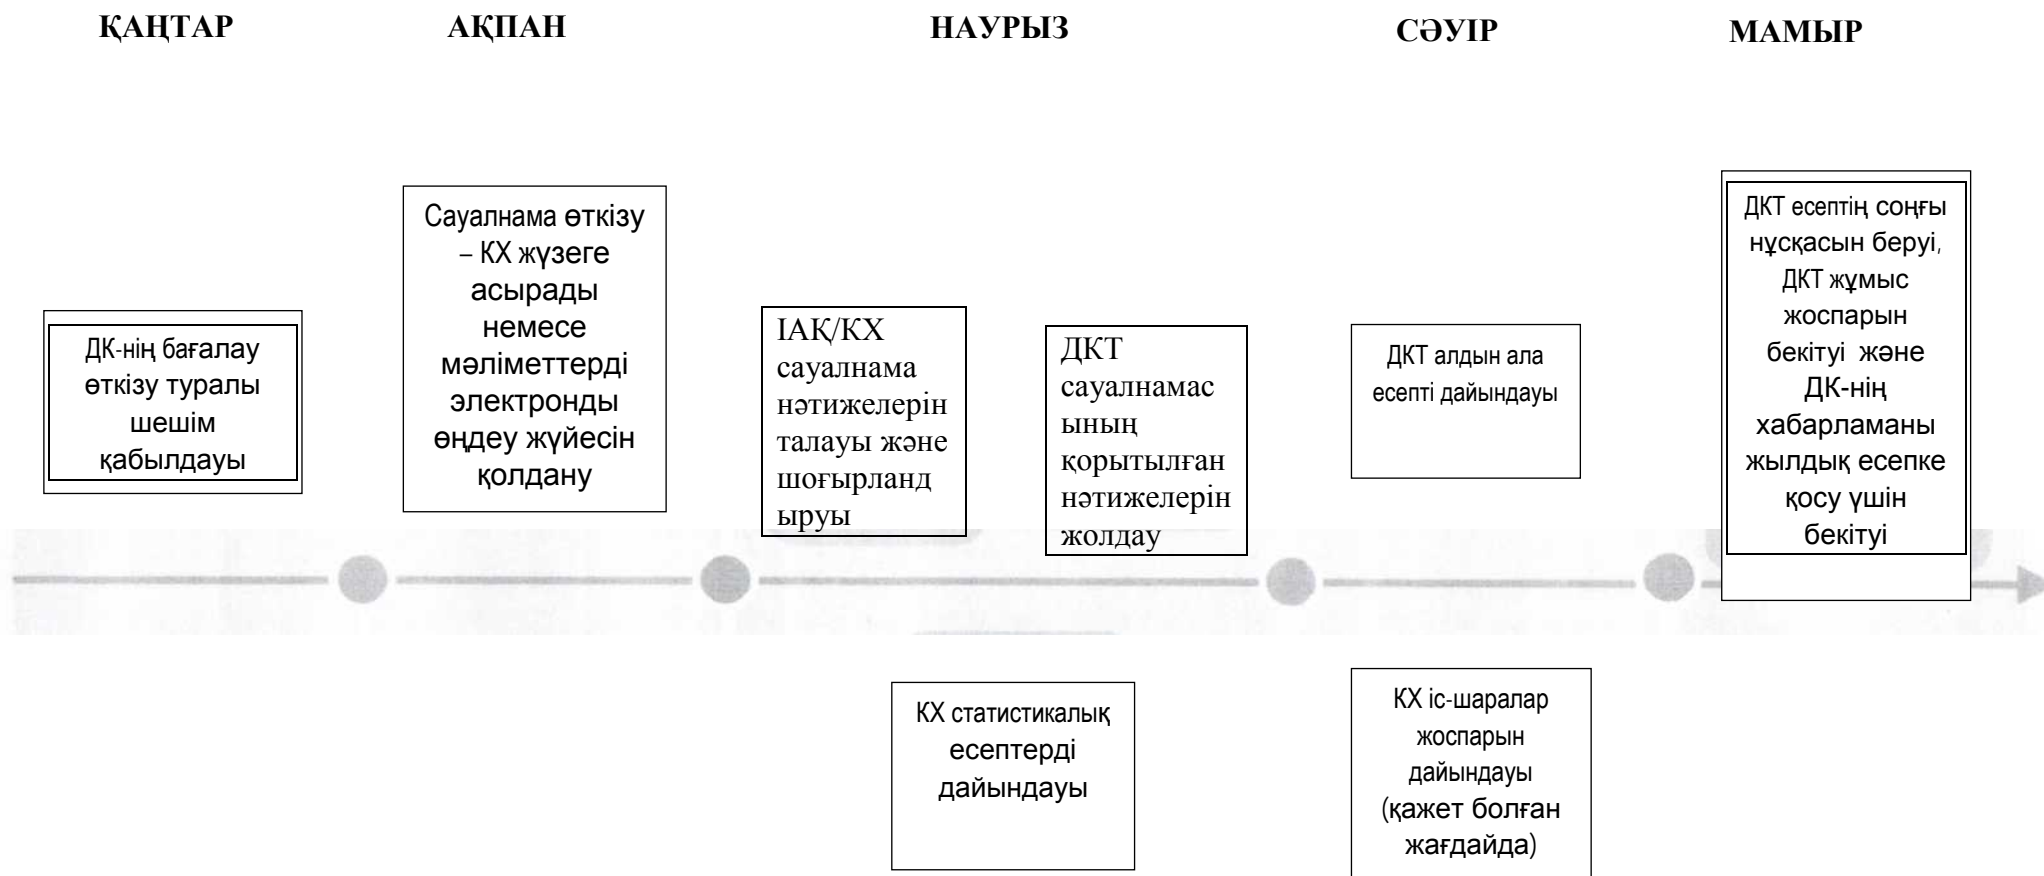 ҚАҢТАР
АҚПАН
НАУРЫЗ
СӘУІР
МАМЫР
ДК-нің бағалау
өткізу туралы
шешім
қабылдауы
Сауалнама өткізу
– КХ жүзеге
асырады
немесе
мәліметтерді
электронды
өңдеу жүйесін
қолдану
ІАҚ/КХ
сауалнама
нәтижелерін
талауы және
шоғырланд
ыруы
ДКТ
сауалнамас
ының
қорытылған
нәтижелерін
жолдау
ДКТ алдын ала
есепті дайындауы
ДКТ есептің соңғы
нұсқасын беруі,
ДКТ жұмыс
жоспарын
бекітуі және
ДК-нің
хабарламаны
жылдық есепке
қосу үшін
бекітуі
КХ статистикалық
есептерді
дайындауы
КХ іс-шаралар
жоспарын
дайындауы
(қажет болған
жағдайда)